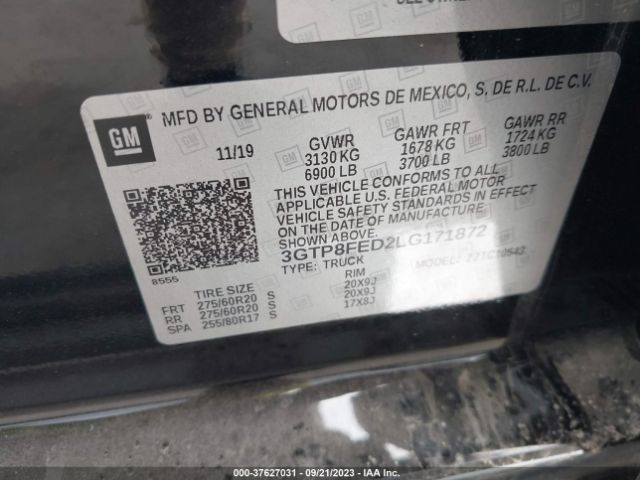 GM
MFD BY GENERAL MOTORS DE MEXICO, S. DE R.L. DE C.V.
11/19 GVWR GAWR FRT GAWR RR
3130 KG 1678 KG 1724 KG
6900 LB 3700 LB 3800 LB
THIS VEHICLE CONFORMS TO ALL
APPLICABLE U.S. FEDERAL MOTOR
VEHICLE SAFETY STANDARDS IN EFFECT
ON THE DATE OF MANUFACTURE
SHOWN ABOVE.
3GTP8FED2LG171872
TYPE: TRUCK MODEL:
8555
TIRE SIZE RIM
FRT 275/60R20 S 20X9J
RR 275/60R20 S 20X9J
SPA 255/80R17 S 17X8J
000-37627031 - 09/21/2023 - IAA Inc.